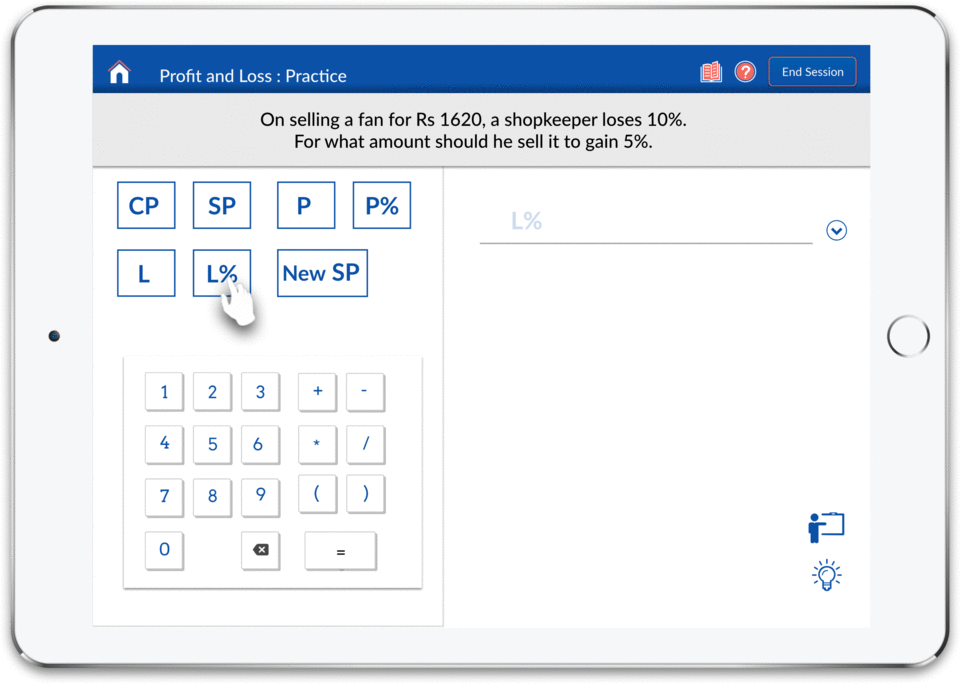 Profit and Loss : Practice
?
End Session
On selling a fan for Rs 1620, a shopkeeper loses 10%.
For what amount should he sell it to gain 5%.
CP SP P P%
L L% New SP
L%
1 2 3 + -
4 5 6 * /
7 8 9 ( )
0 =